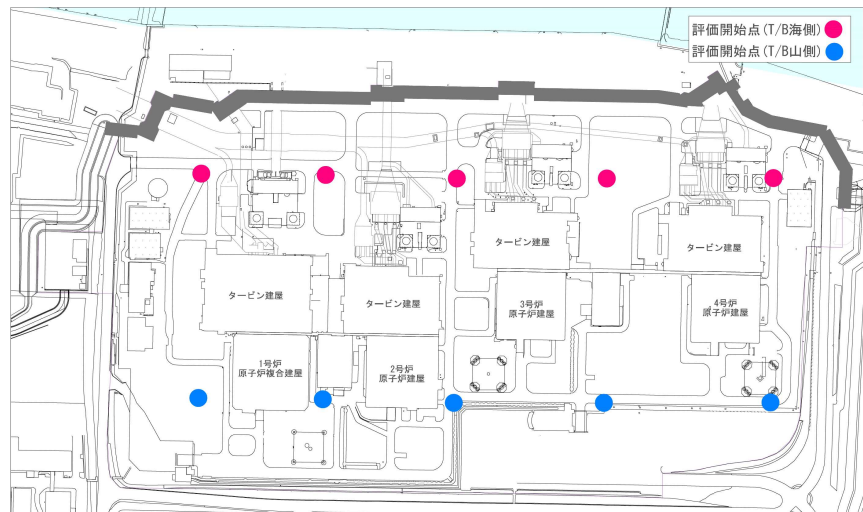 評価開始点(T/B海側)
評価開始点(T/B山側)
タービン建屋
タービン建屋
タービン建屋
タービン建屋
3号炉
原子炉建屋
4号炉
原子炉建屋
1号炉
原子炉複合建屋
2号炉
原子炉建屋